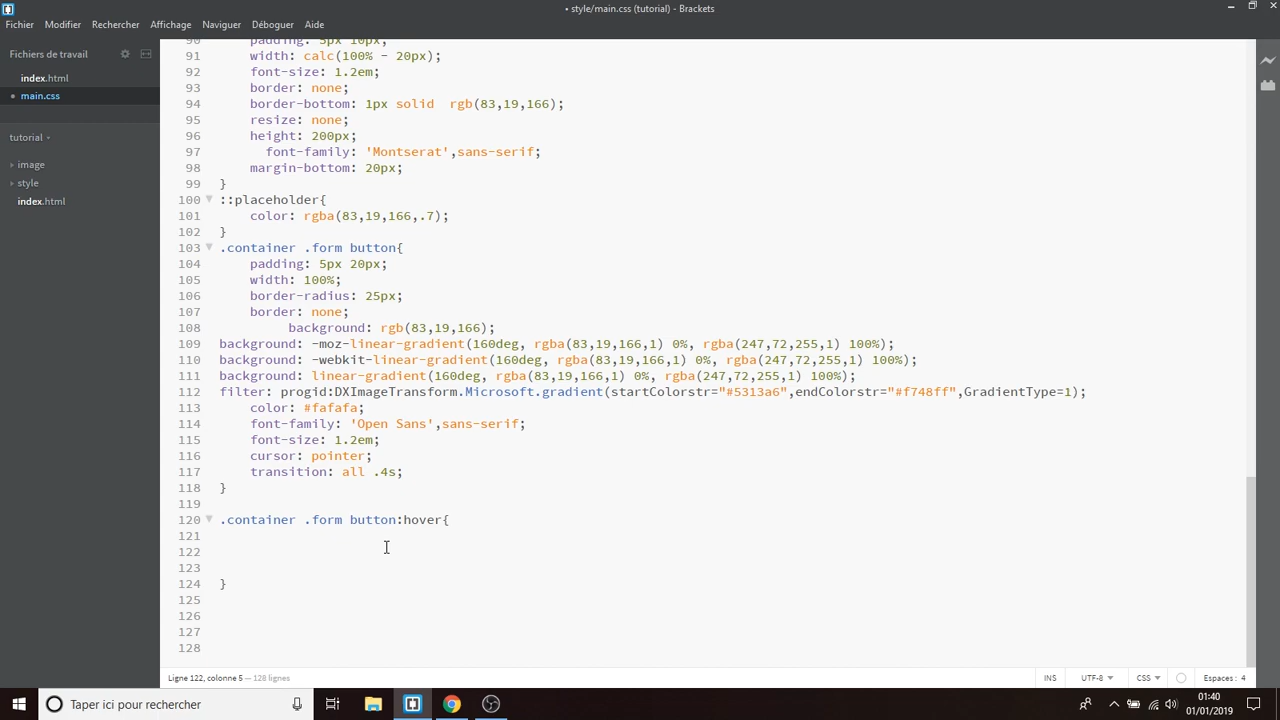 • style/main.css (tutorial) - Brackets
Fichier Modifier Rechercher Affichage Naviguer Déboguer Aide
Fichiers de travail
index.html
• main.css
tutorial
image
style
index.html
90 padding: 5px 10px;
91 width: calc(100% - 20px);
92 font-size: 1.2em;
93 border: none;
94 border-bottom: 1px solid  rgb(83,19,166);
95 resize: none;
96 height: 200px;
97 font-family: 'Montserat',sans-serif;
98 margin-bottom: 20px;
99 }
100 ::placeholder{
101 color: rgba(83,19,166,.7);
102 }
103 .container .form button{
104 padding: 5px 20px;
105 width: 100%;
106 border-radius: 25px;
107 border: none;
108 background: rgb(83,19,166);
109 background: -moz-linear-gradient(160deg, rgba(83,19,166,1) 0%, rgba(247,72,255,1) 100%);
110 background: -webkit-linear-gradient(160deg, rgba(83,19,166,1) 0%, rgba(247,72,255,1) 100%);
111 background: linear-gradient(160deg, rgba(83,19,166,1) 0%, rgba(247,72,255,1) 100%);
112 filter: progid:DXImageTransform.Microsoft.gradient(startColorstr="#5313a6",endColorstr="#f748ff",GradientType=1);
113 color: #fafafa;
114 font-family: 'Open Sans',sans-serif;
115 font-size: 1.2em;
116 cursor: pointer;
117 transition: all .4s;
118 }
119
120 .container .form button:hover{
121
122
123
124 }
125
126
127
128
Ligne 122, colonne 5 — 128 lignes
INS UTF-8 CSS Espaces : 4
Taper ici pour rechercher
01:40
01/01/2019